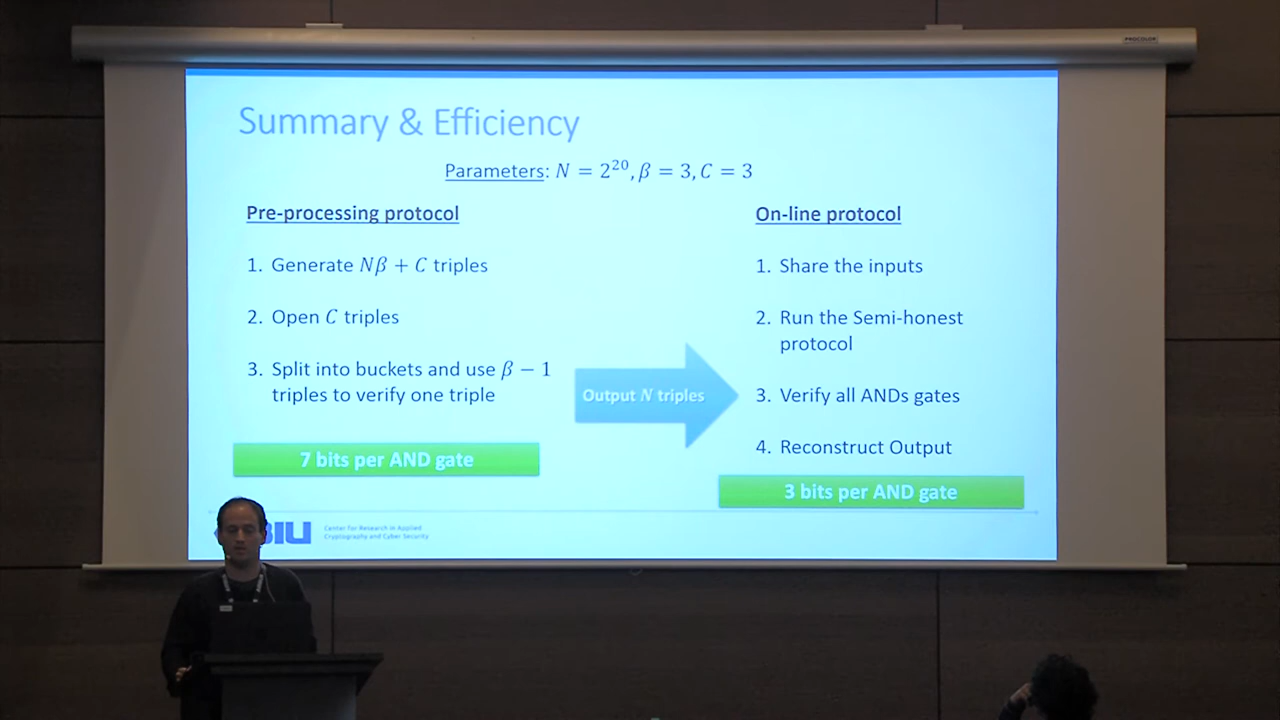 PROCOLOR
Summary & Efficiency
Parameters: N = 2²⁰, β = 3, C = 3
Pre-processing protocol
1. Generate Nβ + C triples
2. Open C triples
3. Split into buckets and use β − 1
triples to verify one triple
7 bits per AND gate
Output N triples
On-line protocol
1. Share the inputs
2. Run the Semi-honest
protocol
3. Verify all ANDs gates
4. Reconstruct Output
3 bits per AND gate
BIU
Center for Research in Applied
Cryptography and Cyber Security